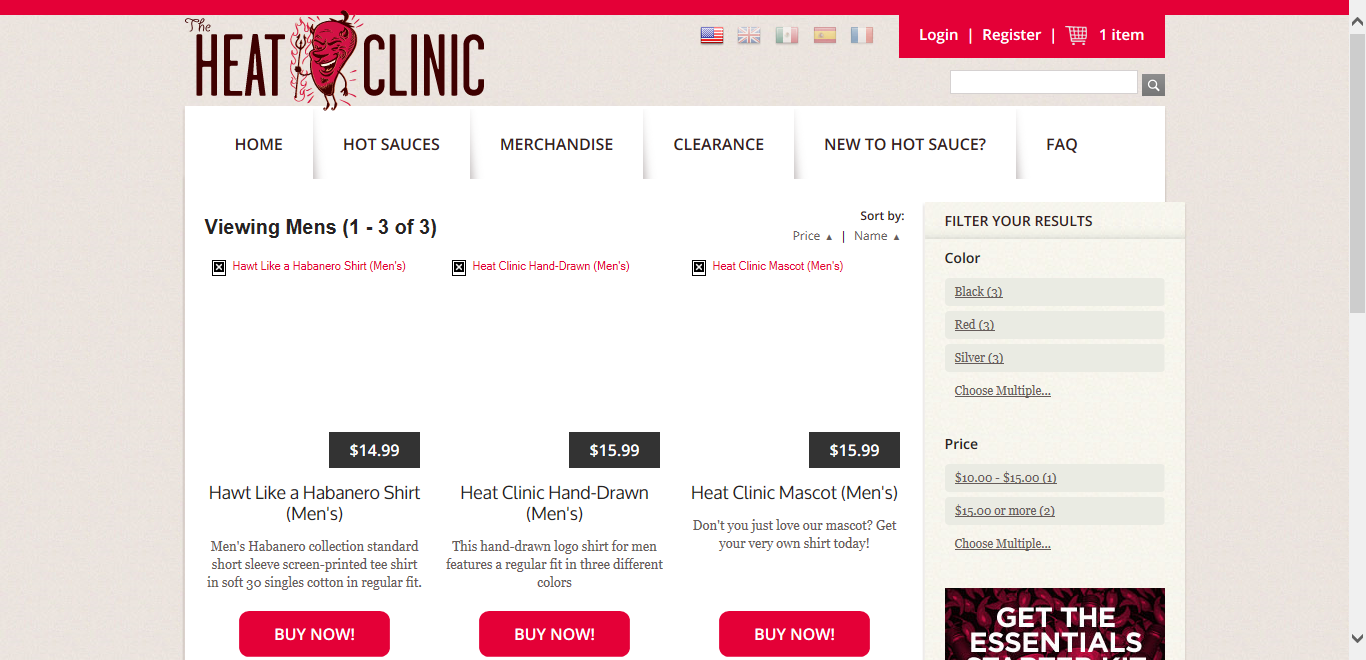 The
HEAT CLINIC
Login | Register | 1 item
HOME
HOT SAUCES
MERCHANDISE
CLEARANCE
NEW TO HOT SAUCE?
FAQ
Viewing Mens (1 - 3 of 3)
Sort by:
Price ▲ | Name ▲
Hawt Like a Habanero Shirt (Men's)
Heat Clinic Hand-Drawn (Men's)
Heat Clinic Mascot (Men's)
$14.99
$15.99
$15.99
Hawt Like a Habanero Shirt
(Men's)
Men's Habanero collection standard
short sleeve screen-printed tee shirt
in soft 30 singles cotton in regular fit.
BUY NOW!
Heat Clinic Hand-Drawn
(Men's)
This hand-drawn logo shirt for men
features a regular fit in three different
colors
BUY NOW!
Heat Clinic Mascot (Men's)
Don't you just love our mascot? Get
your very own shirt today!
BUY NOW!
FILTER YOUR RESULTS
Color
Black (3)
Red (3)
Silver (3)
Choose Multiple...
Price
$10.00 - $15.00 (1)
$15.00 or more (2)
Choose Multiple...
GET THE
ESSENTIALS
STARTER KIT